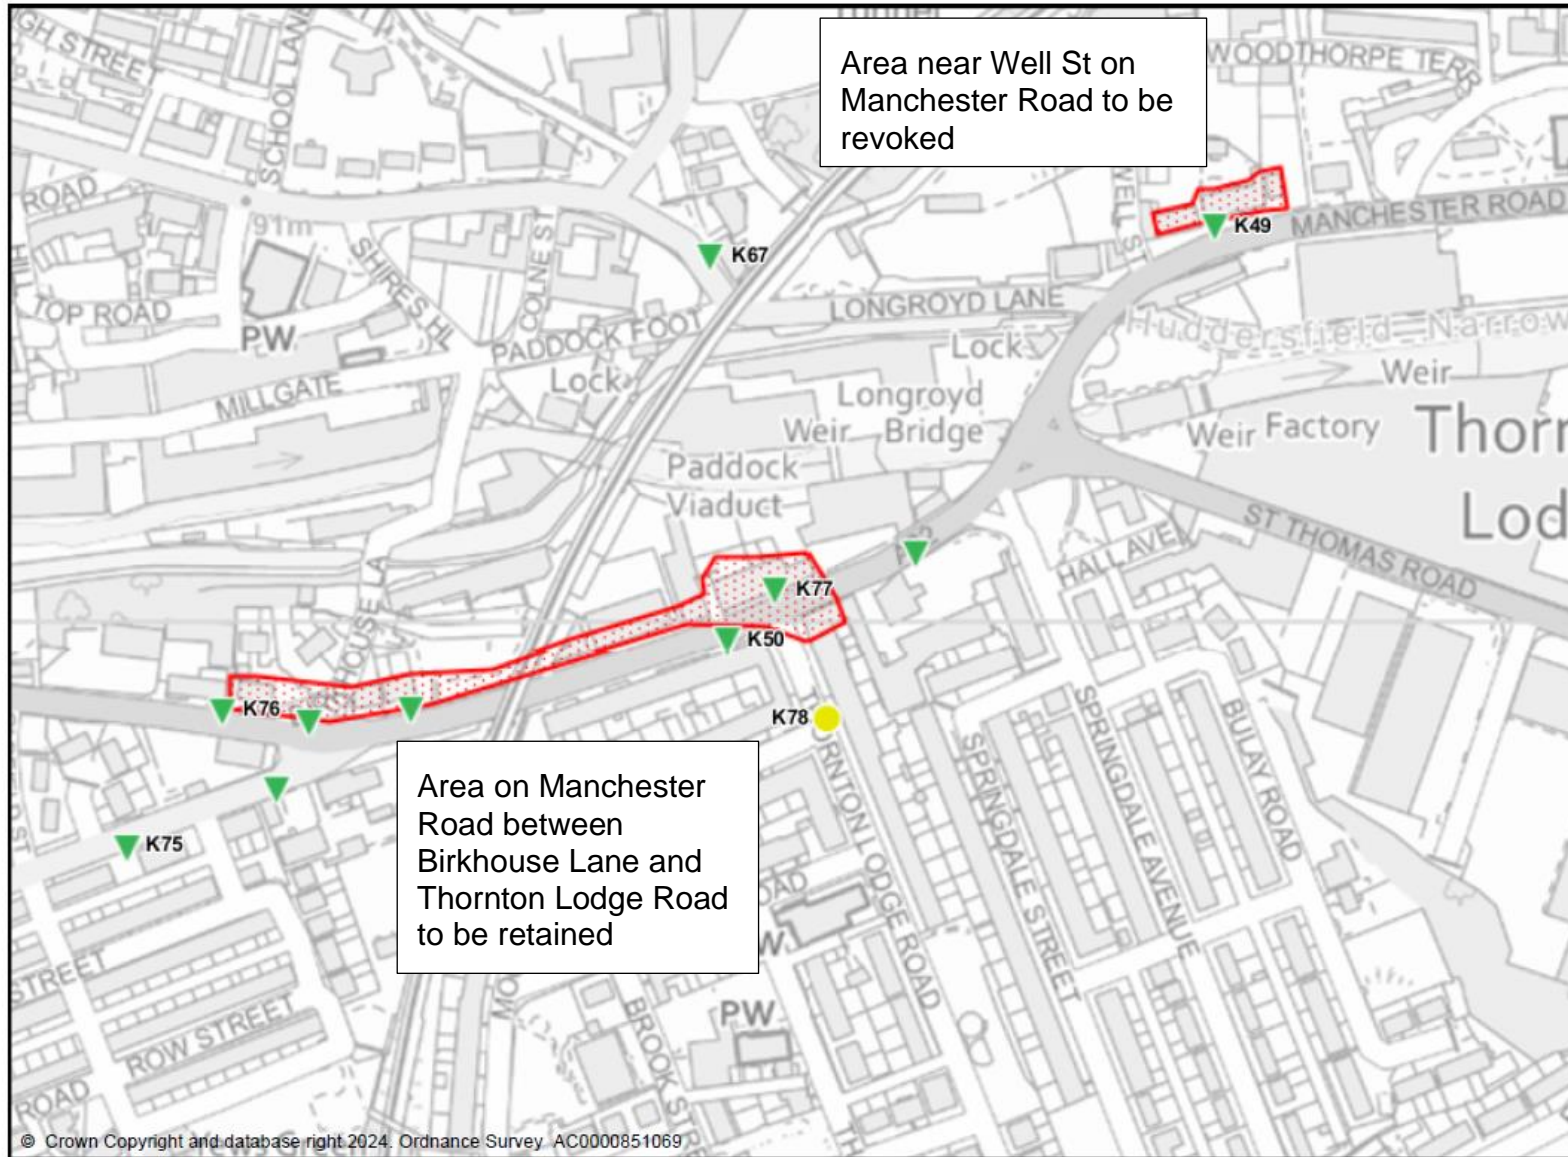 Area near Well St on
Manchester Road to be
revoked
WOODTHORPE TERR
SCHOOL LANE
ROAD
91m
SHIRES HL
COLNE ST
K67
WELL ST
K49
MANCHESTER ROAD
TOP ROAD
PW
PADDOCK FOOT
LONGROYD LANE
Huddersfield Narrow
Lock
Lock
MILLGATE
Longroyd
Bridge
Weir
Weir
Weir
Factory
Paddock
Viaduct
ST THOMAS ROAD
HALL AVE
K77
K50
K76
K78
K75
THORNTON LODGE ROAD
SPRINGDALE STREET
SPRINGDALE AVENUE
BULAY ROAD
Area on Manchester
Road between
Birkhouse Lane and
Thornton Lodge Road
to be retained
STREET
ROW STREET
ROAD
PW
© Crown Copyright and database right 2024. Ordnance Survey AC0000851069